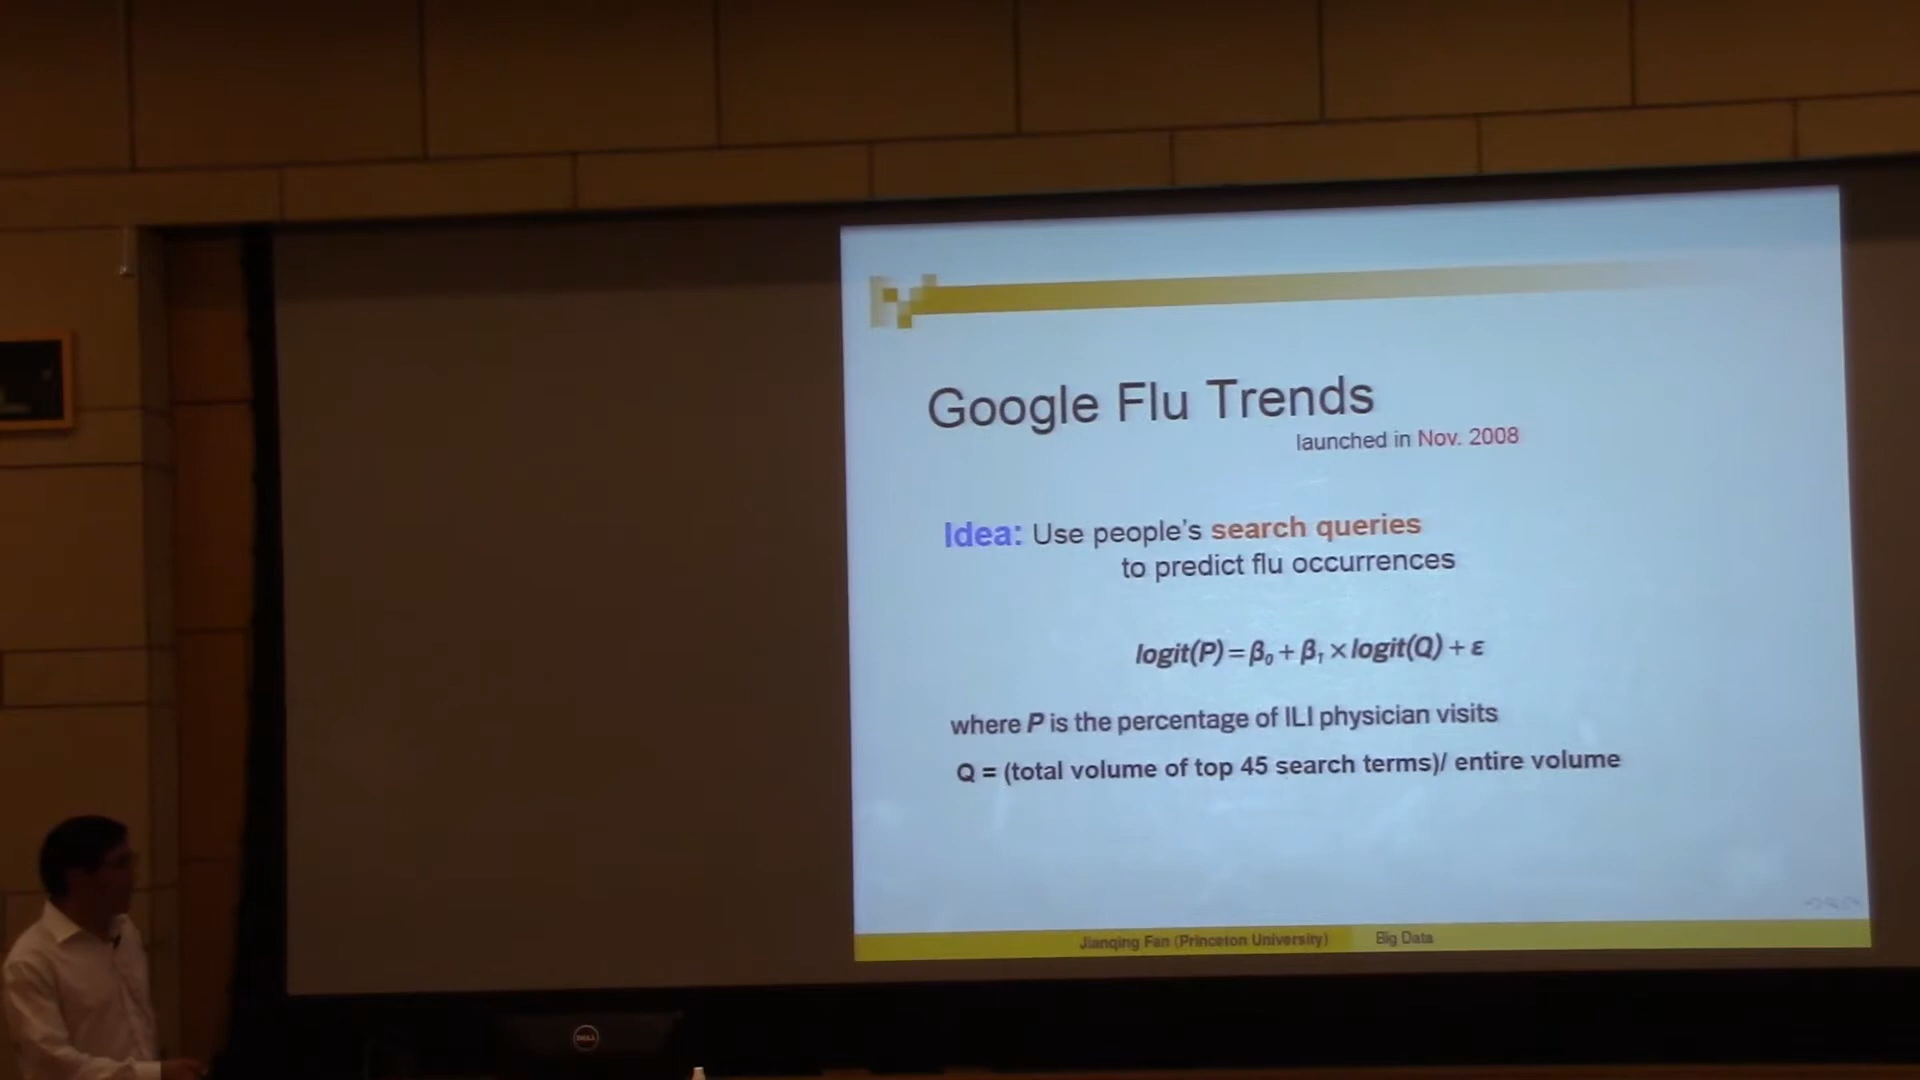 Google Flu Trends
launched in Nov. 2008
Idea: Use people's search queries
to predict flu occurrences
logit(P) = β₀ + β₁ × logit(Q) + ε
where P is the percentage of ILI physician visits
Q = (total volume of top 45 search terms)/ entire volume
Jianqing Fan (Princeton University) Big Data
DELL